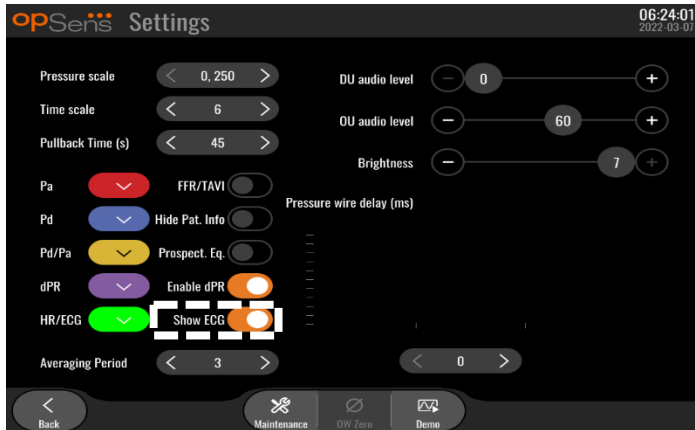 opSens Settings
06:24:01
2022-03-07
Pressure scale < 0, 250 >
DU audio level − 0 +
Time scale < 6 >
OU audio level − 60 +
Pullback Time (s) < 45 >
Brightness − 7 +
Pa FFR/TAVI
Pressure wire delay (ms)
Pd Hide Pat. Info
Pd/Pa Prospect. Eq.
dPR Enable dPR
HR/ECG Show ECG
Averaging Period < 3 >
< 0 >
Back Maintenance OW Zero Demo